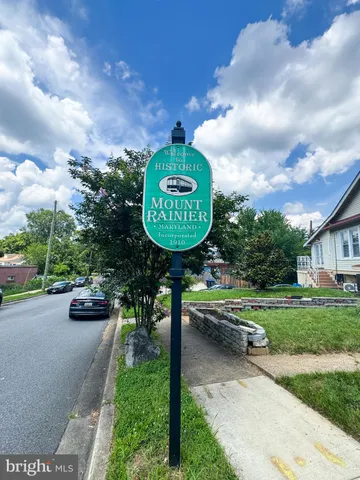 Welcome
to
HISTORIC
MOUNT
RAINIER
• MARYLAND •
Incorporated
1910
bright MLS